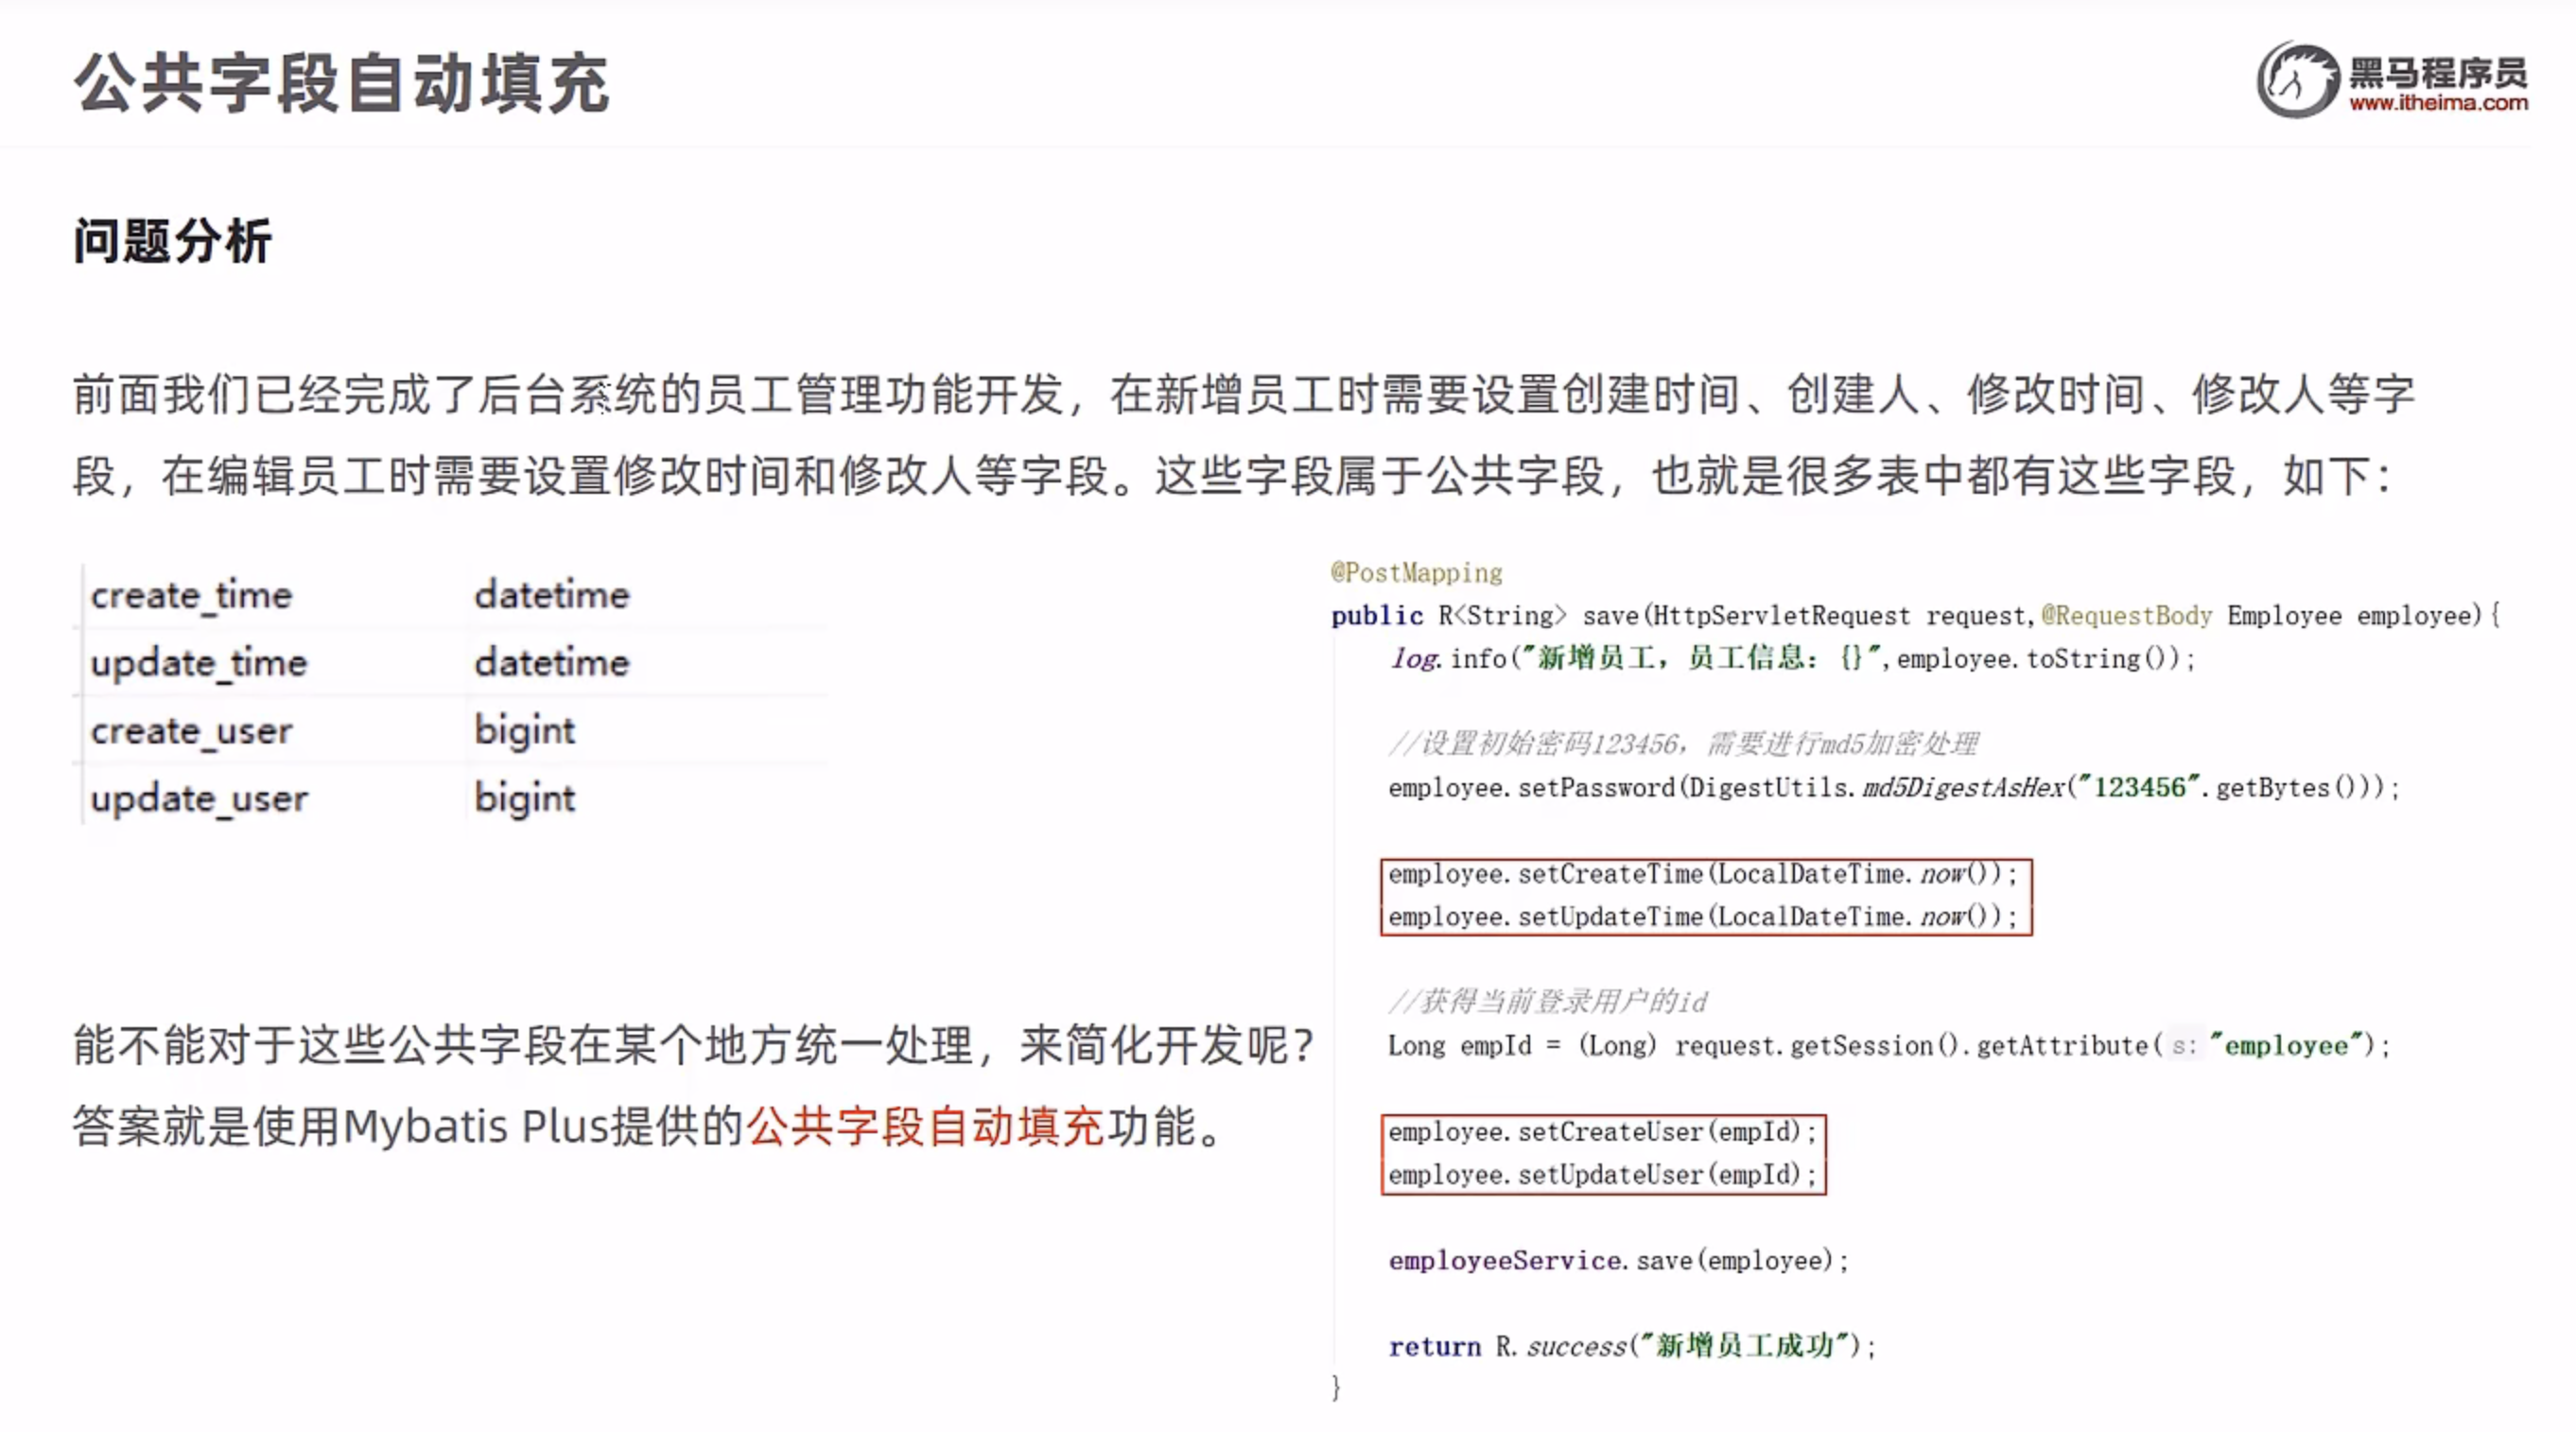 公共字段自动填充
黑马程序员
www.itheima.com
问题分析
前面我们已经完成了后台系统的员工管理功能开发，在新增员工时需要设置创建时间、创建人、修改时间、修改人等字
段，在编辑员工时需要设置修改时间和修改人等字段。这些字段属于公共字段，也就是很多表中都有这些字段，如下：
create_time datetime
update_time datetime
create_user bigint
update_user bigint
能不能对于这些公共字段在某个地方统一处理，来简化开发呢？
答案就是使用Mybatis Plus提供的公共字段自动填充功能。
@PostMapping
public R<String> save(HttpServletRequest request,@RequestBody Employee employee){
log.info("新增员工，员工信息：{}",employee.toString());
//设置初始密码123456，需要进行md5加密处理
employee.setPassword(DigestUtils.md5DigestAsHex("123456".getBytes()));
employee.setCreateTime(LocalDateTime.now());
employee.setUpdateTime(LocalDateTime.now());
//获得当前登录用户的id
Long empId = (Long) request.getSession().getAttribute( s: "employee");
employee.setCreateUser(empId);
employee.setUpdateUser(empId);
employeeService.save(employee);
return R.success("新增员工成功");
}